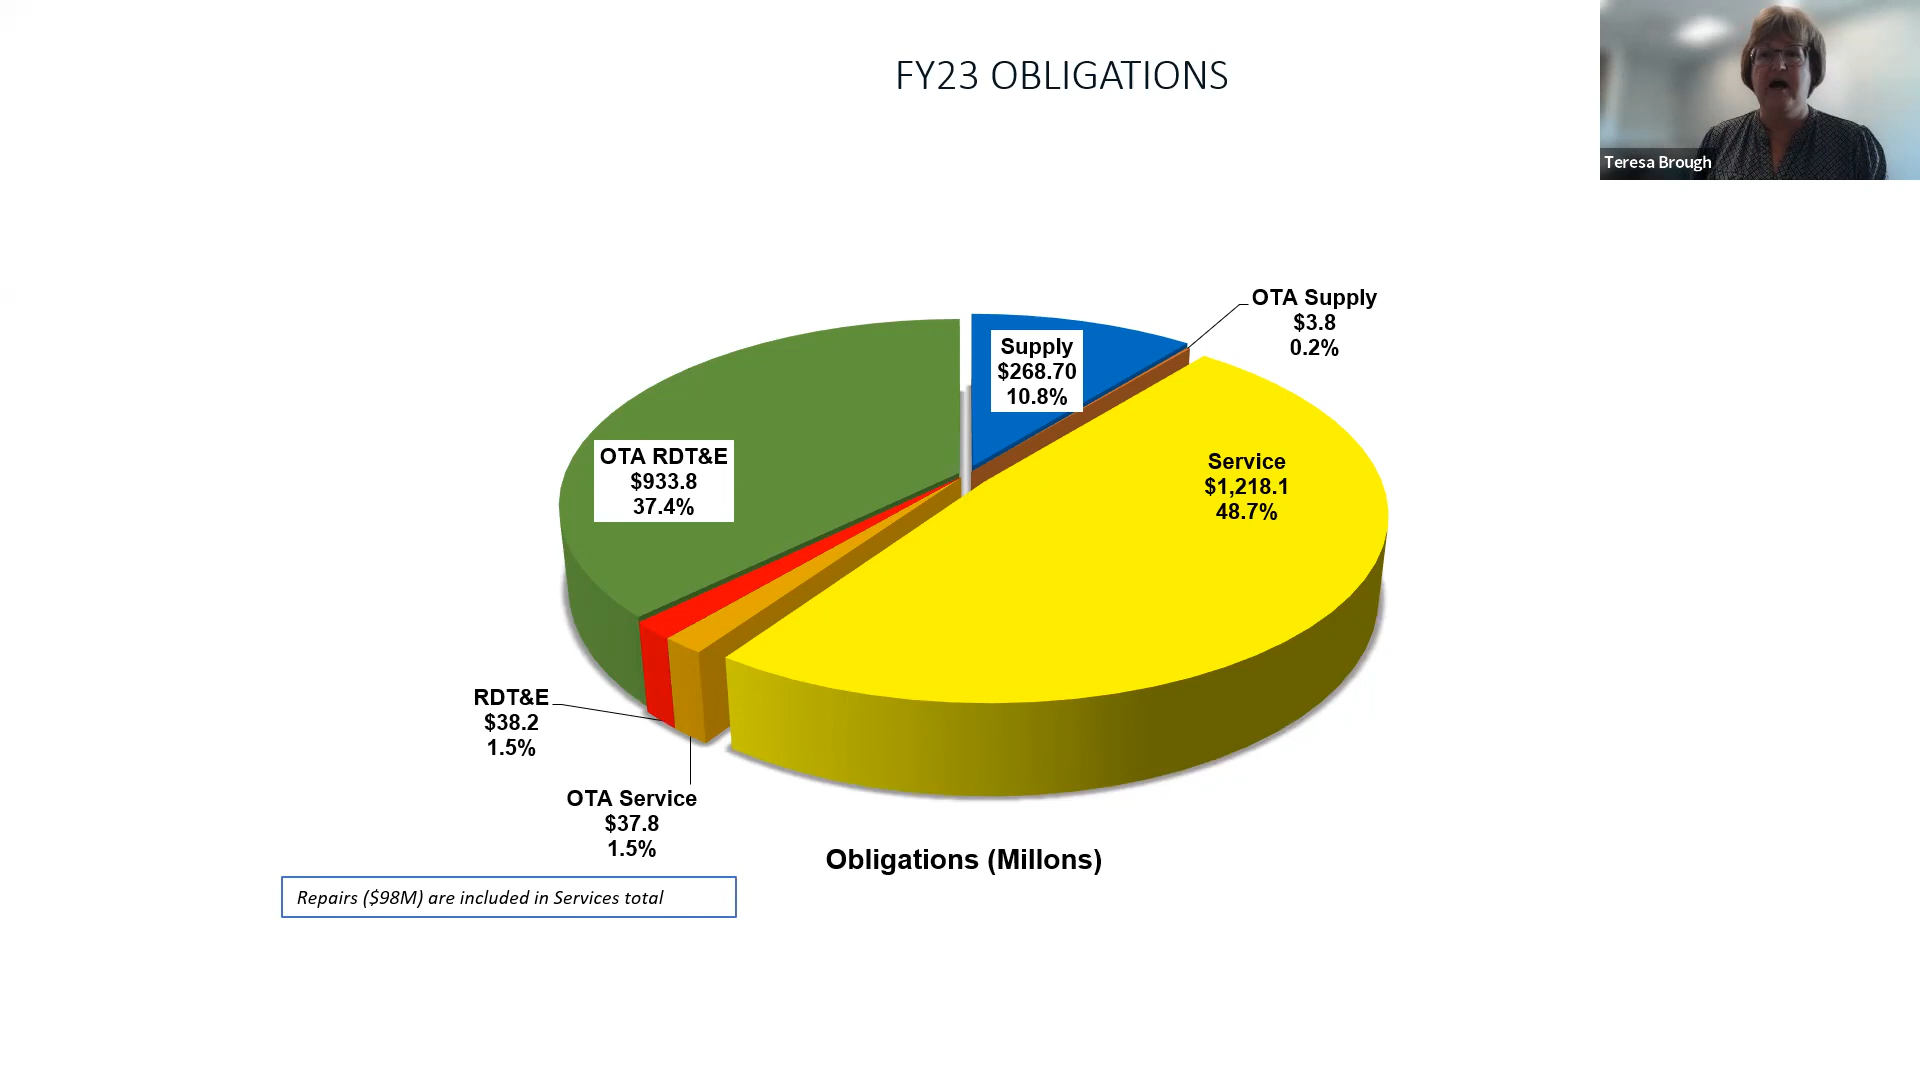 FY23 OBLIGATIONS
Teresa Brough
OTA Supply
$3.8
0.2%
Supply
$268.70
10.8%
Service
$1,218.1
48.7%
OTA RDT&E
$933.8
37.4%
RDT&E
$38.2
1.5%
OTA Service
$37.8
1.5%
Obligations (Millons)
Repairs ($98M) are included in Services total